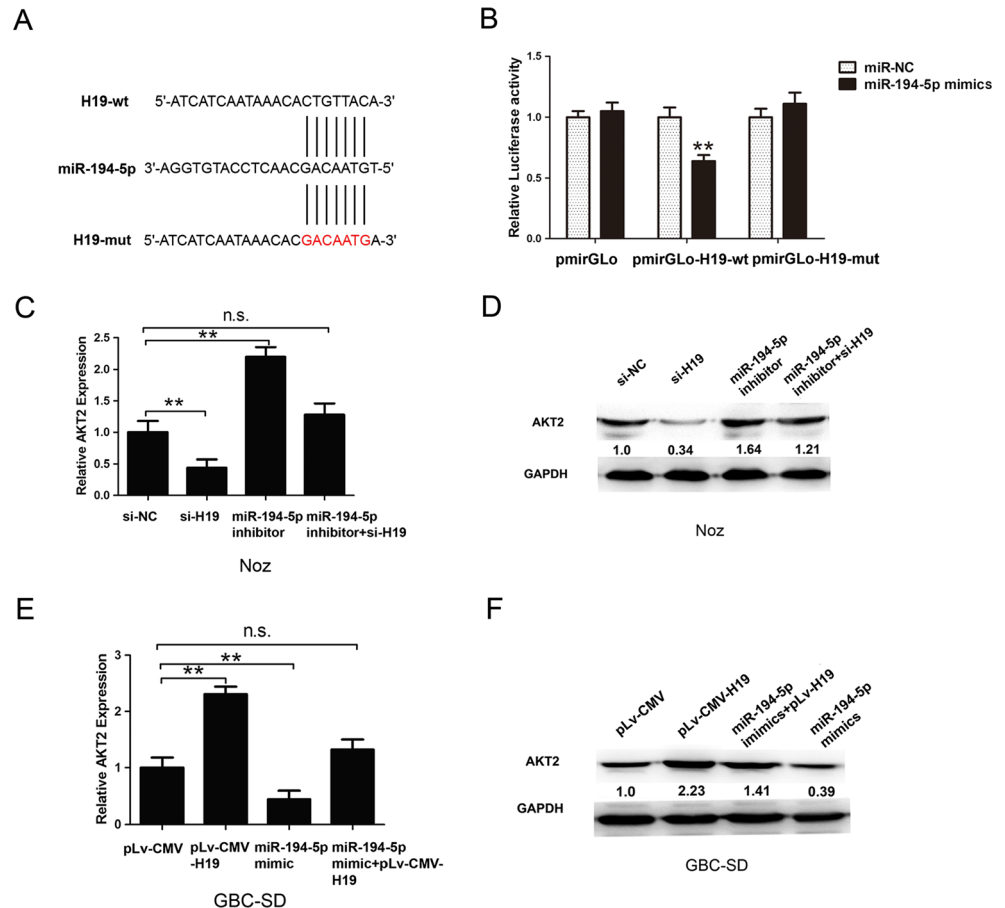 A
H19-wt 5'-ATCATCAATAAACACTGTTACA-3'
miR-194-5p 3'-AGGTGTACCTCAACGACAATGT-5'
H19-mut 5'-ATCATCAATAAACACGACAATGA-3'
B
Relative Luciferase activity
1.5
1.0
0.5
0.0
miR-NC
miR-194-5p mimics
**
pmirGLo pmirGLo-H19-wt pmirGLo-H19-mut
C
Relative AKT2 Expression
2.5
2.0
1.5
1.0
0.5
0.0
n.s.
**
**
si-NC si-H19 miR-194-5p miR-194-5p
inhibitor inhibitor+si-H19
Noz
D
si-NC
si-H19
miR-194-5p
inhibitor
miR-194-5p
inhibitor+si-H19
AKT2
1.0 0.34 1.64 1.21
GAPDH
Noz
E
Relative AKT2 Expression
3
2
1
0
n.s.
**
**
pLv-CMV pLv-CMV miR-194-5p miR-194-5p
-H19 mimic mimic+pLv-CMV-
H19
GBC-SD
F
pLv-CMV
pLv-CMV-H19
miR-194-5p
imimics+pLv-H19
miR-194-5p
mimics
AKT2
1.0 2.23 1.41 0.39
GAPDH
GBC-SD